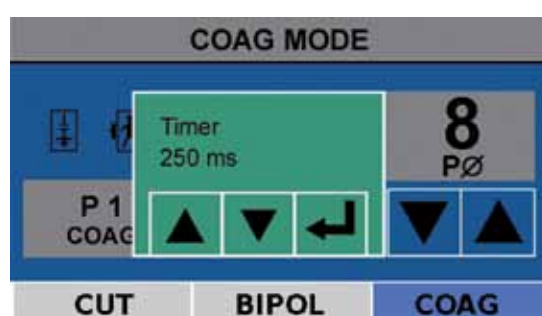 COAG MODE
Timer
250 ms
8
PØ
P 1
COAG
CUT BIPOL COAG